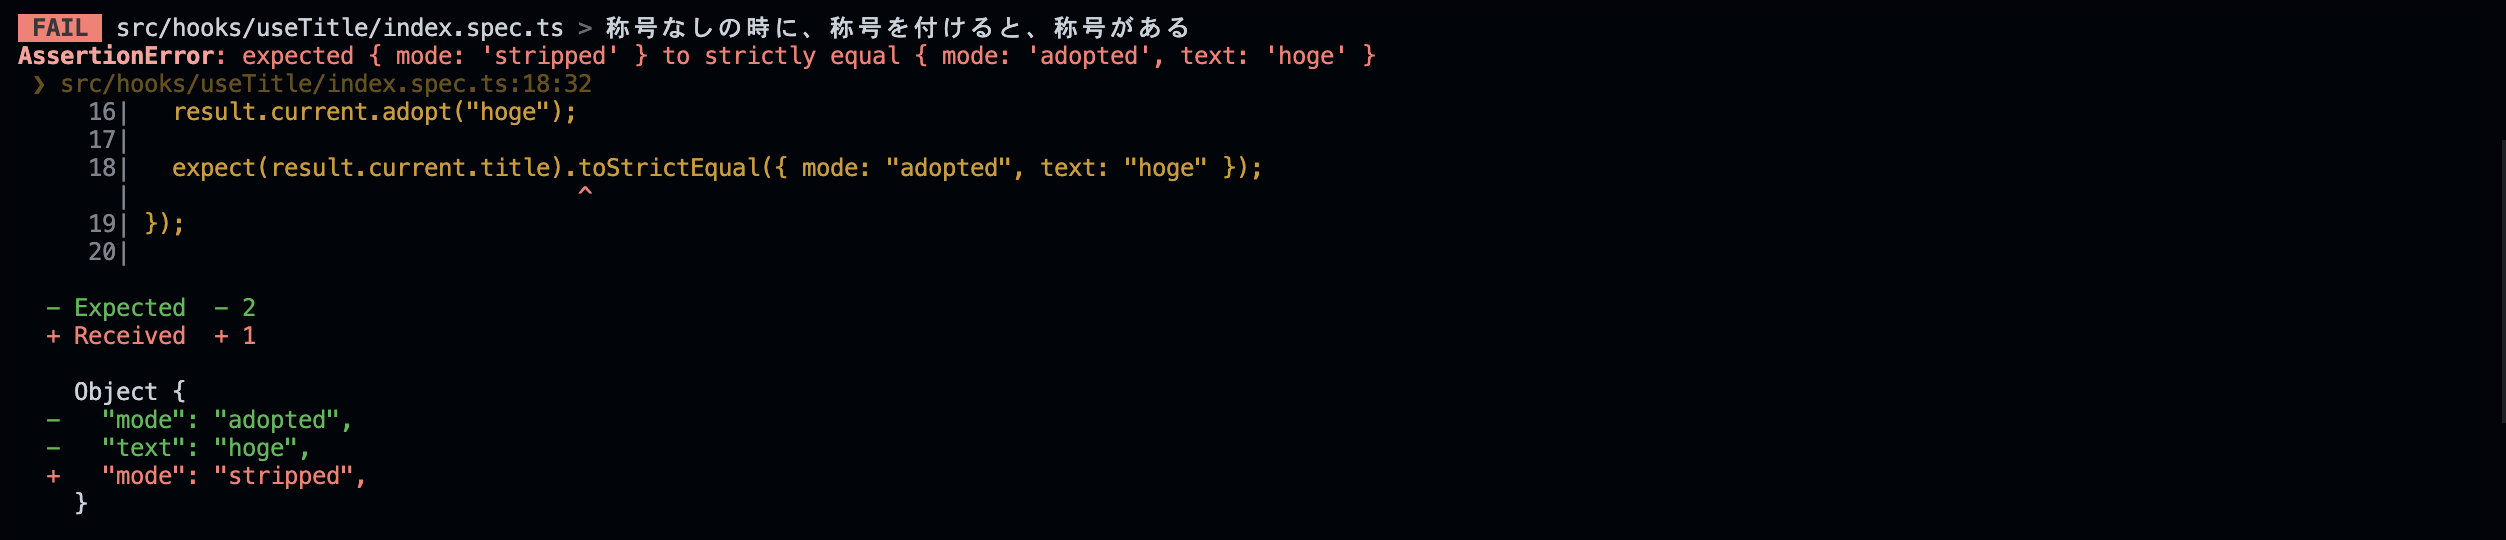 FAIL src/hooks/useTitle/index.spec.ts > 称号なしの時に、称号を付けると、称号がある
AssertionError: expected { mode: 'stripped' } to strictly equal { mode: 'adopted', text: 'hoge' }
❯ src/hooks/useTitle/index.spec.ts:18:32
16|   result.current.adopt("hoge");
17|
18|   expect(result.current.title).toStrictEqual({ mode: "adopted", text: "hoge" });
|                                ^
19| });
20|
- Expected  - 2
+ Received  + 1
Object {
-   "mode": "adopted",
-   "text": "hoge",
+   "mode": "stripped",
}